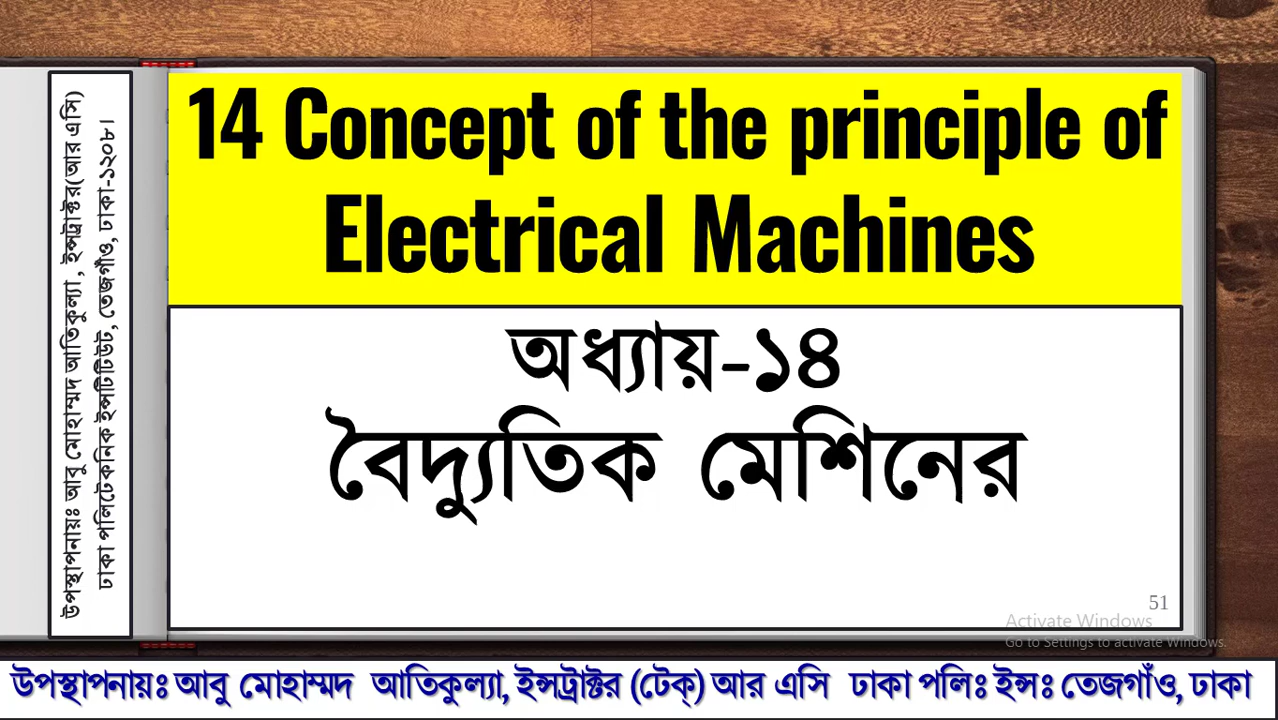 14 Concept of the principle of
Electrical Machines
অধ্যায়-১৪
বৈদ্যুতিক মেশিনের
51
Activate Windows
Go to Settings to activate Windows.
উপস্থাপনায়ঃ আবু মোহাম্মদ আতিকুল্যা, ইন্সট্রাক্টর(আর এসি)
ঢাকা পলিটেকনিক ইন্সটিটিউট, তেজগাঁও, ঢাকা-১২০৮।
উপস্থাপনায়ঃ আবু মোহাম্মদ আতিকুল্যা, ইন্সট্রাক্টর (টেক্) আর এসি ঢাকা পলিঃ ইন্সঃ তেজগাঁও, ঢাকা